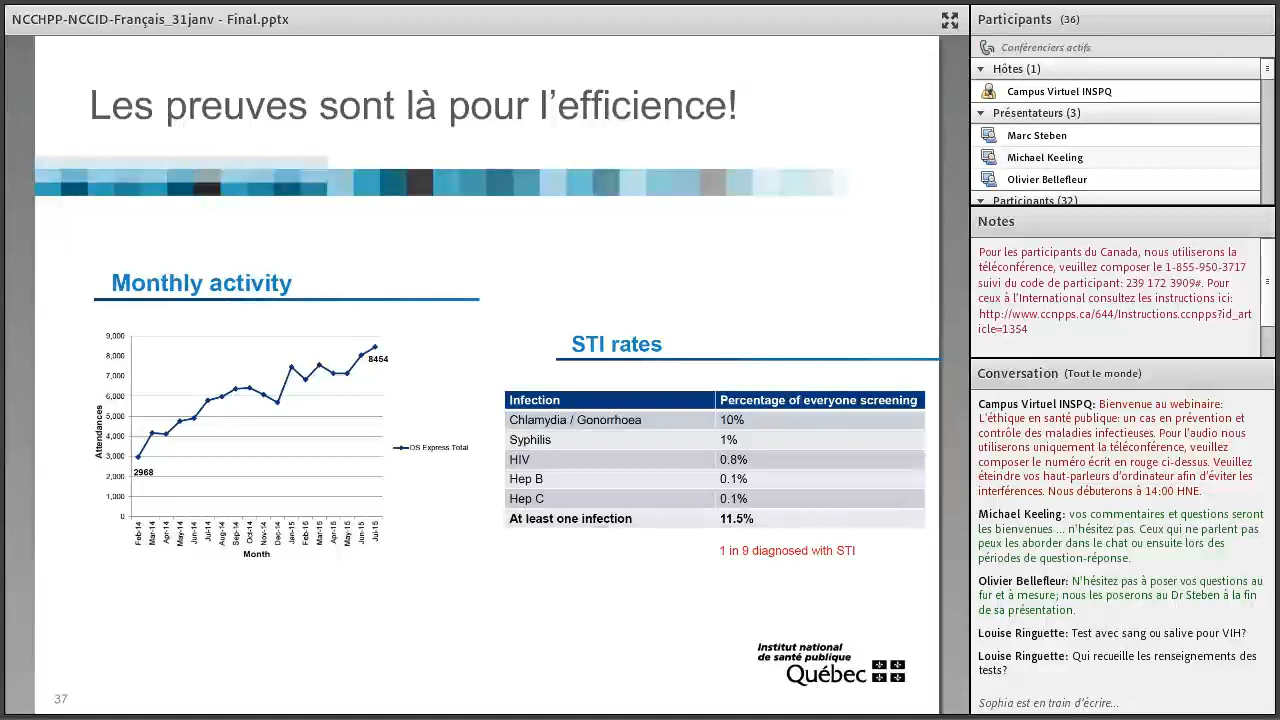 NCCHPP-NCCID-Français_31janv - Final.pptx
Les preuves sont là pour l'efficience!
Monthly activity
9,000
8,000
7,000
6,000
5,000
4,000
3,000
2,000
1,000
0
Attendances
2968
8454
DS Express Total
Feb-14
Mar-14
Apr-14
May-14
Jun-14
Jul-14
Aug-14
Sep-14
Oct-14
Nov-14
Dec-14
Jan-15
Feb-15
Mar-15
Apr-15
May-15
Jun-15
Jul-15
Month
STI rates
Infection Percentage of everyone screening
Chlamydia / Gonorrhoea 10%
Syphilis 1%
HIV 0.8%
Hep B 0.1%
Hep C 0.1%
At least one infection 11.5%
1 in 9 diagnosed with STI
Institut national
de santé publique
Québec
37
Participants (36)
Conférenciers actifs
Hôtes (1)
Campus Virtuel INSPQ
Présentateurs (3)
Marc Steben
Michael Keeling
Olivier Bellefleur
Participants (32)
Notes
Pour les participants du Canada, nous utiliserons la
téléconférence, veuillez composer le 1-855-950-3717
suivi du code de participant: 239 172 3909#. Pour
ceux à l'International consultez les instructions ici:
http://www.ccnpps.ca/644/Instructions.ccnpps?id_art
icle=1354
Conversation (Tout le monde)
Campus Virtuel INSPQ: Bienvenue au webinaire:
L'éthique en santé publique: un cas en prévention et
contrôle des maladies infectieuses. Pour l'audio nous
utiliserons uniquement la téléconférence, veuillez
composer le numéro écrit en rouge ci-dessus. Veuillez
éteindre vos haut-parleurs d'ordinateur afin d'éviter les
interférences. Nous débuterons à 14:00 HNE.
Michael Keeling: vos commentaires et questions seront
les bienvenues ... n'hésitez pas. Ceux qui ne parlent pas
peux les aborder dans le chat ou ensuite lors des
périodes de question-réponse.
Olivier Bellefleur: N'hésitez pas à poser vos questions au
fur et à mesure; nous les poserons au Dr Steben à la fin
de sa présentation.
Louise Ringuette: Test avec sang ou salive pour VIH?
Louise Ringuette: Qui recueille les renseignements des
tests?
Sophia est en train d'écrire...